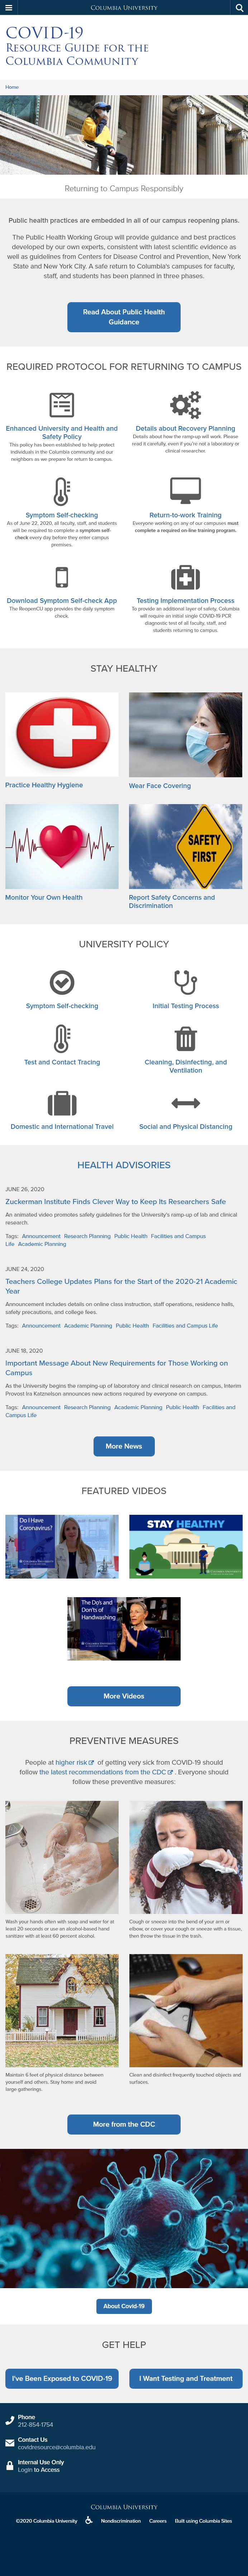 COLUMBIA UNIVERSITY
COVID-19
RESOURCE GUIDE FOR THE
COLUMBIA COMMUNITY
Home
Returning to Campus Responsibly
Public health practices are embedded in all of our campus reopening plans.
The Public Health Working Group will provide guidance and best practices
developed by our own experts, consistent with latest scientific evidence as
well as guidelines from Centers for Disease Control and Prevention, New York
State and New York City. A safe return to Columbia's campuses for faculty,
staff, and students has been planned in three phases.
Read About Public Health
Guidance
REQUIRED PROTOCOL FOR RETURNING TO CAMPUS
Enhanced University and Health and
Safety Policy
This policy has been established to help protect
individuals in the Columbia community and our
neighbors as we prepare for return to campus.
Details about Recovery Planning
Details about how the ramp-up will work. Please
read it carefully, even if you're not a laboratory or
clinical researcher.
Symptom Self-checking
As of June 22, 2020, all faculty, staff, and students
will be required to complete a symptom self-
check every day before they enter campus
premises.
Return-to-work Training
Everyone working on any of our campuses must
complete a required on-line training program.
Download Symptom Self-check App
The ReopenCU app provides the daily symptom
check.
Testing Implementation Process
To provide an additional layer of safety, Columbia
will require an initial single COVID-19 PCR
diagnostic test of all faculty, staff, and
students returning to campus.
STAY HEALTHY
Practice Healthy Hygiene
Wear Face Covering
SAFETY
FIRST
Monitor Your Own Health
Report Safety Concerns and
Discrimination
UNIVERSITY POLICY
Symptom Self-checking
Initial Testing Process
Test and Contact Tracing
Cleaning, Disinfecting, and
Ventilation
Domestic and International Travel
Social and Physical Distancing
HEALTH ADVISORIES
JUNE 26, 2020
Zuckerman Institute Finds Clever Way to Keep Its Researchers Safe
An animated video promotes safety guidelines for the University's ramp-up of lab and clinical
research.
Tags: Announcement Research Planning Public Health Facilities and Campus
Life Academic Planning
JUNE 24, 2020
Teachers College Updates Plans for the Start of the 2020-21 Academic
Year
Announcement includes details on online class instruction, staff operations, residence halls,
safety precautions, and college fees.
Tags: Announcement Academic Planning Public Health Facilities and Campus Life
JUNE 18, 2020
Important Message About New Requirements for Those Working on
Campus
As the University begins the ramping-up of laboratory and clinical research on campus, Interim
Provost Ira Katznelson announces new actions required by everyone on campus.
Tags: Announcement Research Planning Academic Planning Public Health Facilities and
Campus Life
More News
FEATURED VIDEOS
Do I Have
Coronavirus?
STAY HEALTHY
The Do's and
Don'ts of
Handwashing
More Videos
PREVENTIVE MEASURES
People at higher risk of getting very sick from COVID-19 should
follow the latest recommendations from the CDC . Everyone should
follow these preventive measures:
Wash your hands often with soap and water for at
least 20 seconds or use an alcohol-based hand
sanitizer with at least 60 percent alcohol.
Cough or sneeze into the bend of your arm or
elbow, or cover your cough or sneeze with a tissue,
then throw the tissue in the trash.
Maintain 6 feet of physical distance between
yourself and others. Stay home and avoid
large gatherings.
Clean and disinfect frequently touched objects and
surfaces.
More from the CDC
About Covid-19
GET HELP
I've Been Exposed to COVID-19
I Want Testing and Treatment
Phone
212-854-1754
Contact Us
covidresource@columbia.edu
Internal Use Only
Login to Access
COLUMBIA UNIVERSITY
©2020 Columbia University Nondiscrimination Careers Built using Columbia Sites